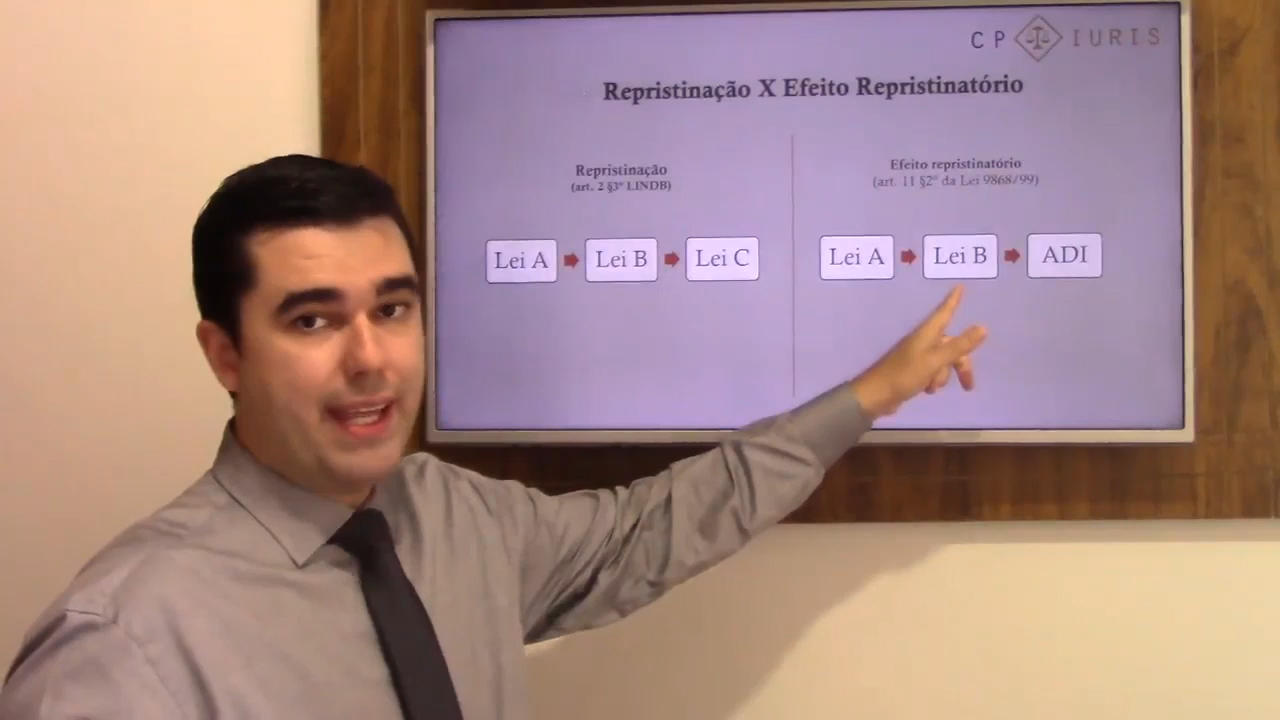 CP IURIS
Repristinação X Efeito Repristinatório
Repristinação
(art. 2 §3º LINDB)
Lei A
Lei B
Lei C
Efeito repristinatório
(art. 11 §2º da Lei 9868/99)
Lei A
Lei B
ADI